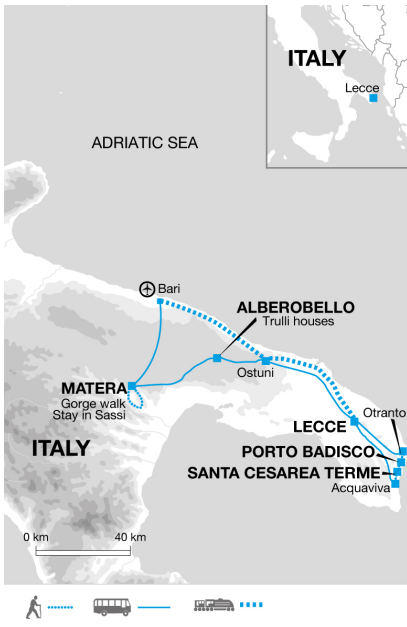 ITALY
Lecce
ADRIATIC SEA
Bari
ALBEROBELLO
Trulli houses
Ostuni
MATERA
Gorge walk
Stay in Sassi
Otranto
LECCE
ITALY
PORTO BADISCO
SANTA CESAREA TERME
Acquaviva
0 km
40 km